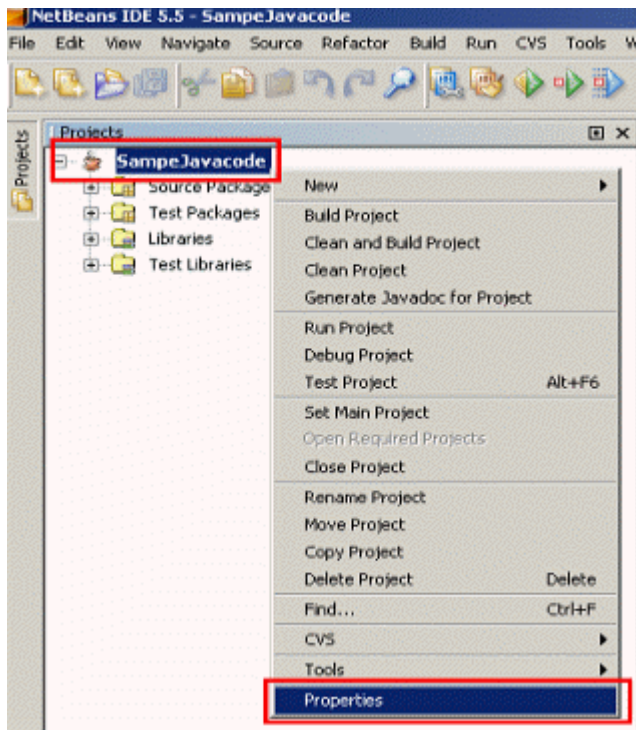 NetBeans IDE 5.5 - SampeJavacode
File Edit View Navigate Source Refactor Build Run CVS Tools W
Projects
Projects
SampeJavacode
Source Package
Test Packages
Libraries
Test Libraries
New
Build Project
Clean and Build Project
Clean Project
Generate Javadoc for Project
Run Project
Debug Project
Test Project Alt+F6
Set Main Project
Open Required Projects
Close Project
Rename Project
Move Project
Copy Project
Delete Project Delete
Find... Ctrl+F
CVS
Tools
Properties